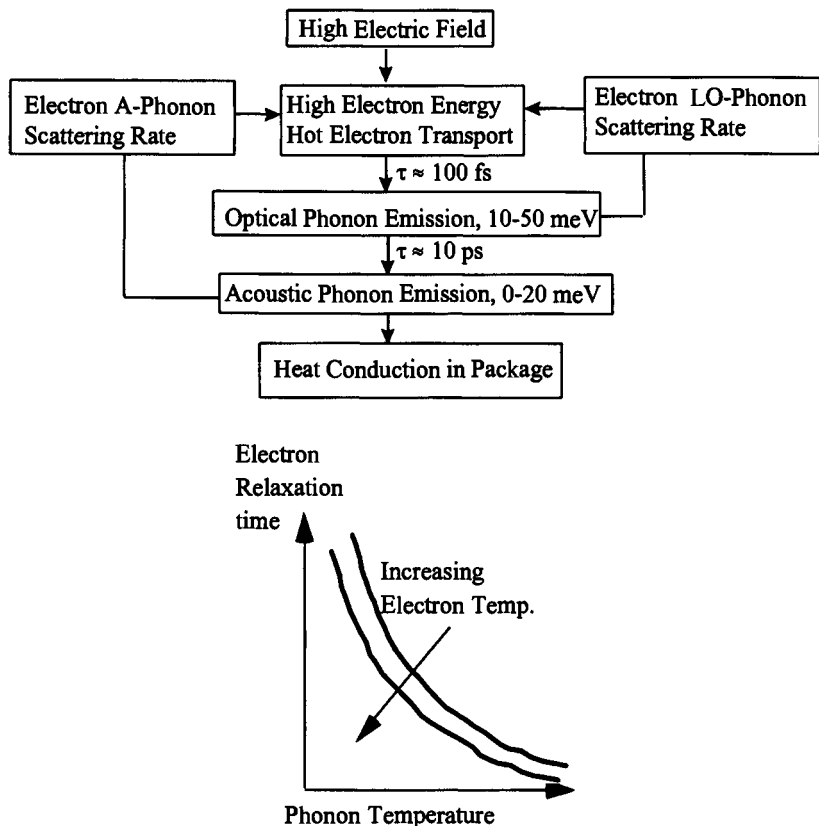 High Electric Field
Electron A-Phonon
Scattering Rate
High Electron Energy
Hot Electron Transport
Electron LO-Phonon
Scattering Rate
τ ≈ 100 fs
Optical Phonon Emission, 10-50 meV
τ ≈ 10 ps
Acoustic Phonon Emission, 0-20 meV
Heat Conduction in Package
Electron
Relaxation
time
Increasing
Electron Temp.
Phonon Temperature